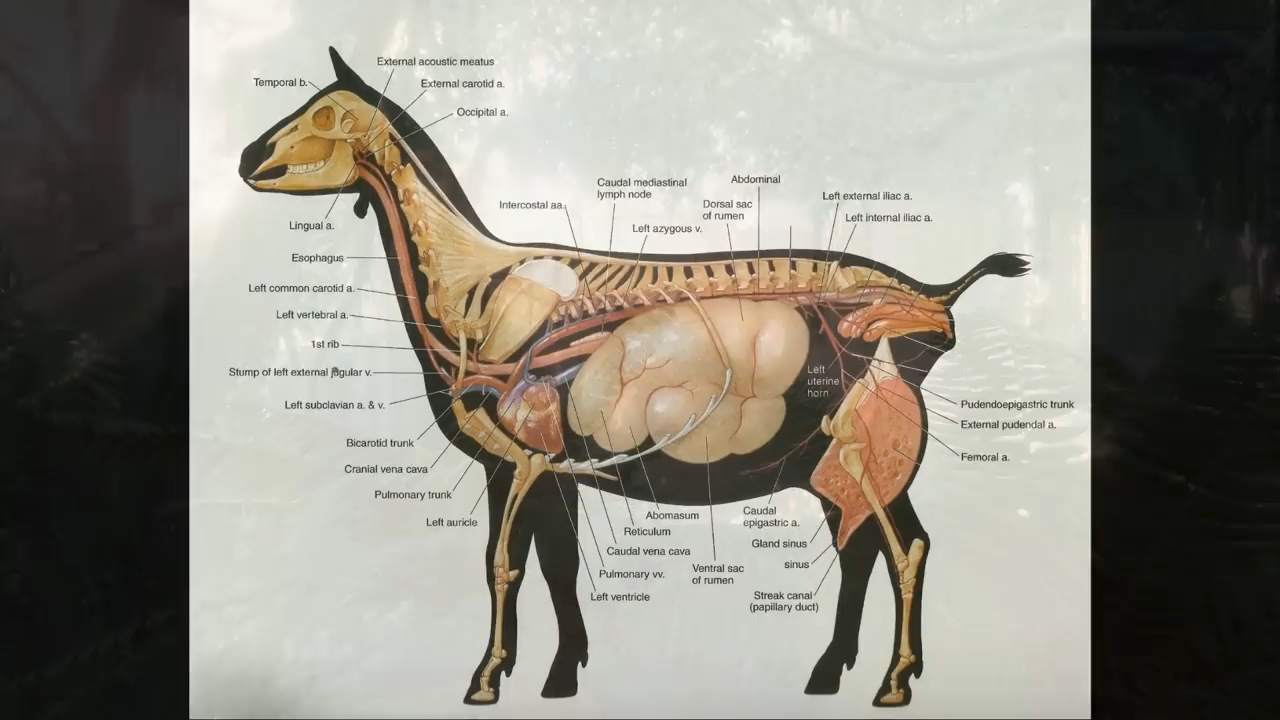 External acoustic meatus
Temporal b.
External carotid a.
Occipital a.
Caudal mediastinal
lymph node
Abdominal
Intercostal aa.
Dorsal sac
of rumen
Left external iliac a.
Left internal iliac a.
Left azygous v.
Lingual a.
Esophagus
Left common carotid a.
Left vertebral a.
1st rib
Stump of left external jugular v.
Left
uterine
horn
Left subclavian a. & v.
Pudendoepigastric trunk
External pudendal a.
Bicarotid trunk
Femoral a.
Cranial vena cava
Pulmonary trunk
Left auricle
Abomasum
Reticulum
Caudal
epigastric a.
Caudal vena cava
Gland sinus
sinus
Pulmonary vv.
Ventral sac
of rumen
Left ventricle
Streak canal
(papillary duct)